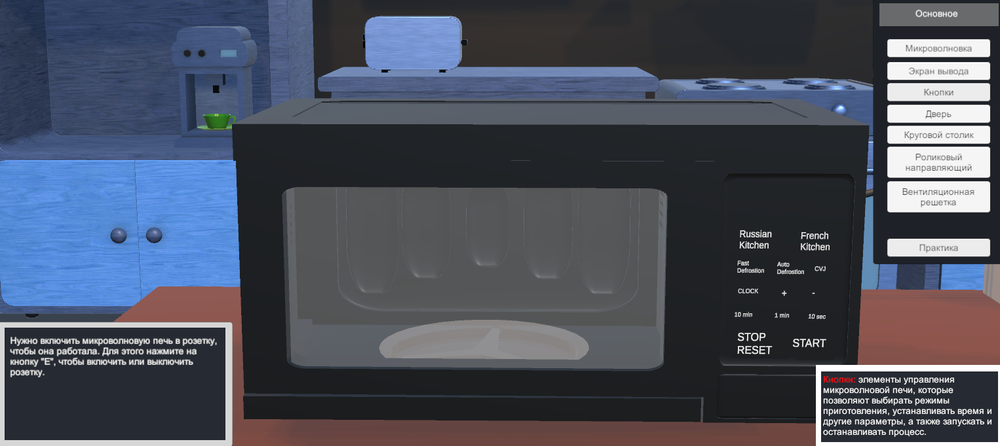 Основное
Микроволновка
Экран вывода
Кнопки
Дверь
Круговой столик
Роликовый
направляющий
Вентиляционная
решетка
Практика
Russian
Kitchen
French
Kitchen
Fast
Defrostion
Auto
Defrostion
CVJ
CLOCK
+
-
10 min
1 min
10 sec
STOP
RESET
START
Нужно включить микроволновую печь в розетку,
чтобы она работала. Для этого нажмите на
кнопку "Е", чтобы включить или выключить
розетку.
Кнопки: элементы управления
микроволновой печи, которые
позволяют выбирать режимы
приготовления, устанавливать время и
другие параметры, а также запускать и
останавливать процесс.